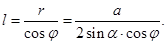 l = r / cos φ = a / (2 sin α · cos φ).